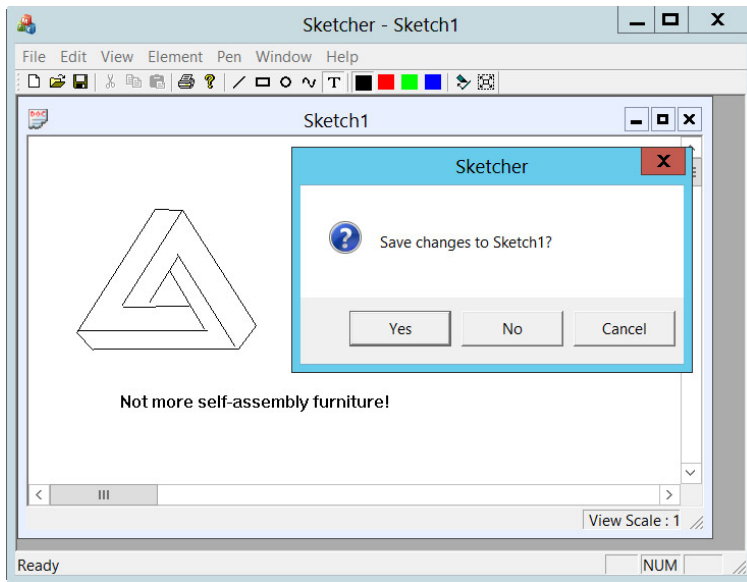 Sketcher - Sketch1
File Edit View Element Pen Window Help
T
Sketch1
Sketcher
Save changes to Sketch1?
Yes No Cancel
Not more self-assembly furniture!
View Scale : 1
Ready NUM